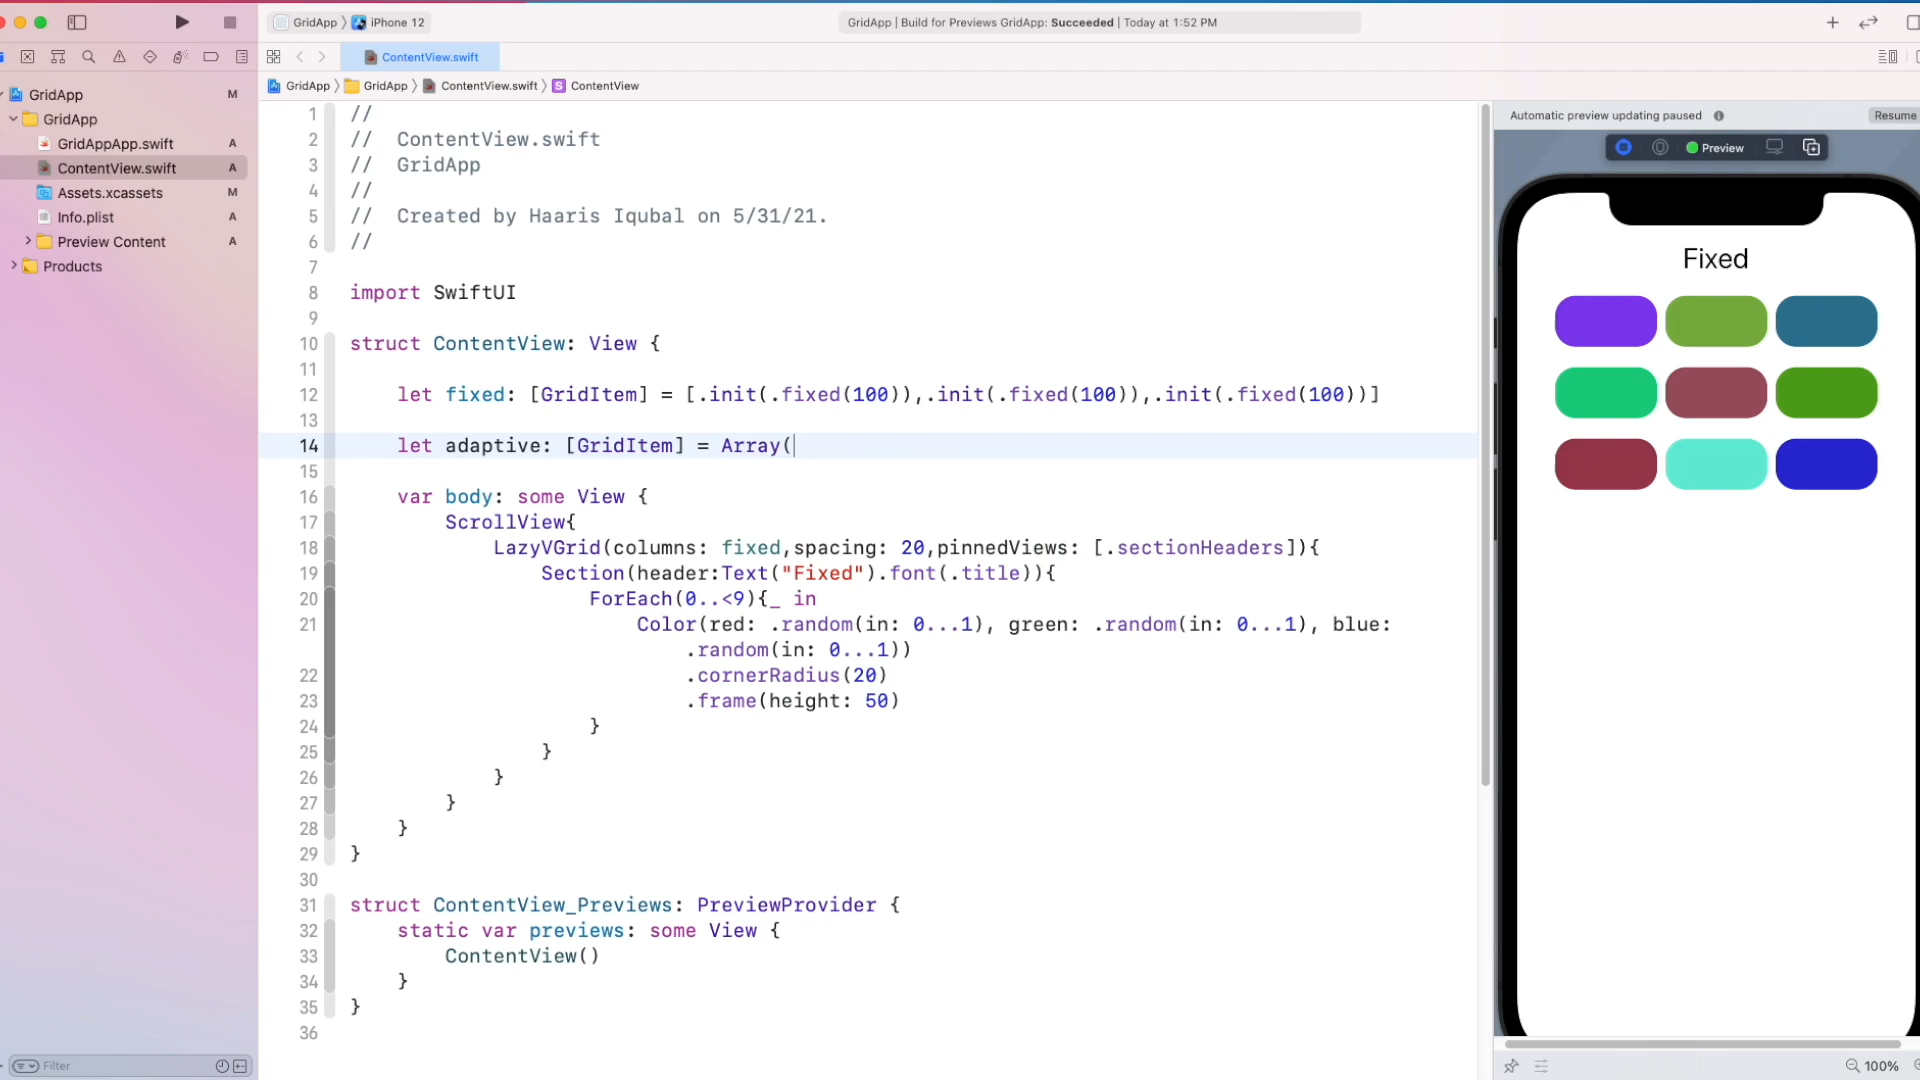 GridApp 〉 iPhone 12
GridApp | Build for Previews GridApp: Succeeded | Today at 1:52 PM
ContentView.swift
GridApp 〉 GridApp 〉 ContentView.swift 〉 S ContentView
GridApp M
GridApp
GridAppApp.swift A
ContentView.swift A
Assets.xcassets M
Info.plist A
Preview Content A
Products
Filter
1 //
2 //  ContentView.swift
3 //  GridApp
4 //
5 //  Created by Haaris Iqubal on 5/31/21.
6 //
7
8 import SwiftUI
9
10 struct ContentView: View {
11
12     let fixed: [GridItem] = [.init(.fixed(100)),.init(.fixed(100)),.init(.fixed(100))]
13
14     let adaptive: [GridItem] = Array(
15
16     var body: some View {
17         ScrollView{
18             LazyVGrid(columns: fixed,spacing: 20,pinnedViews: [.sectionHeaders]){
19                 Section(header:Text("Fixed").font(.title)){
20                     ForEach(0..<9){_ in
21                         Color(red: .random(in: 0...1), green: .random(in: 0...1), blue:
.random(in: 0...1))
22                             .cornerRadius(20)
23                             .frame(height: 50)
24                     }
25                 }
26             }
27         }
28     }
29 }
30
31 struct ContentView_Previews: PreviewProvider {
32     static var previews: some View {
33         ContentView()
34     }
35 }
36
Automatic preview updating paused
Resume
Preview
Fixed
100%